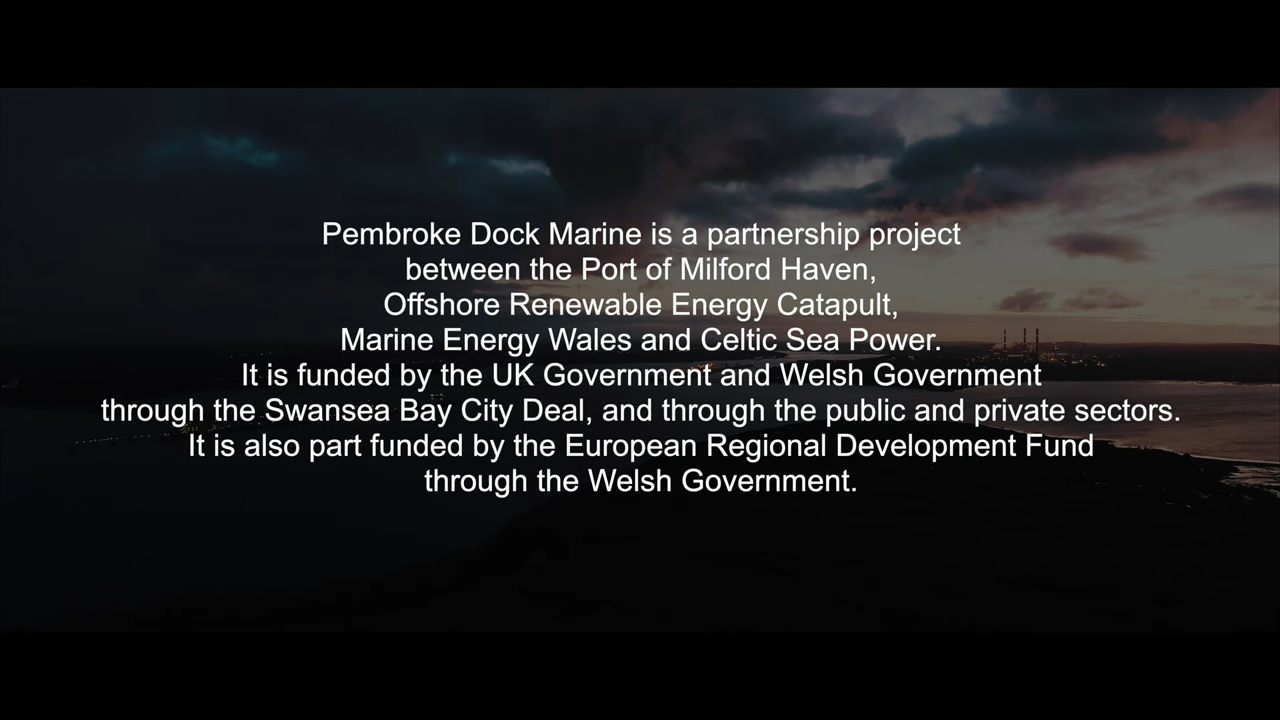 Pembroke Dock Marine is a partnership project
between the Port of Milford Haven,
Offshore Renewable Energy Catapult,
Marine Energy Wales and Celtic Sea Power.
It is funded by the UK Government and Welsh Government
through the Swansea Bay City Deal, and through the public and private sectors.
It is also part funded by the European Regional Development Fund
through the Welsh Government.